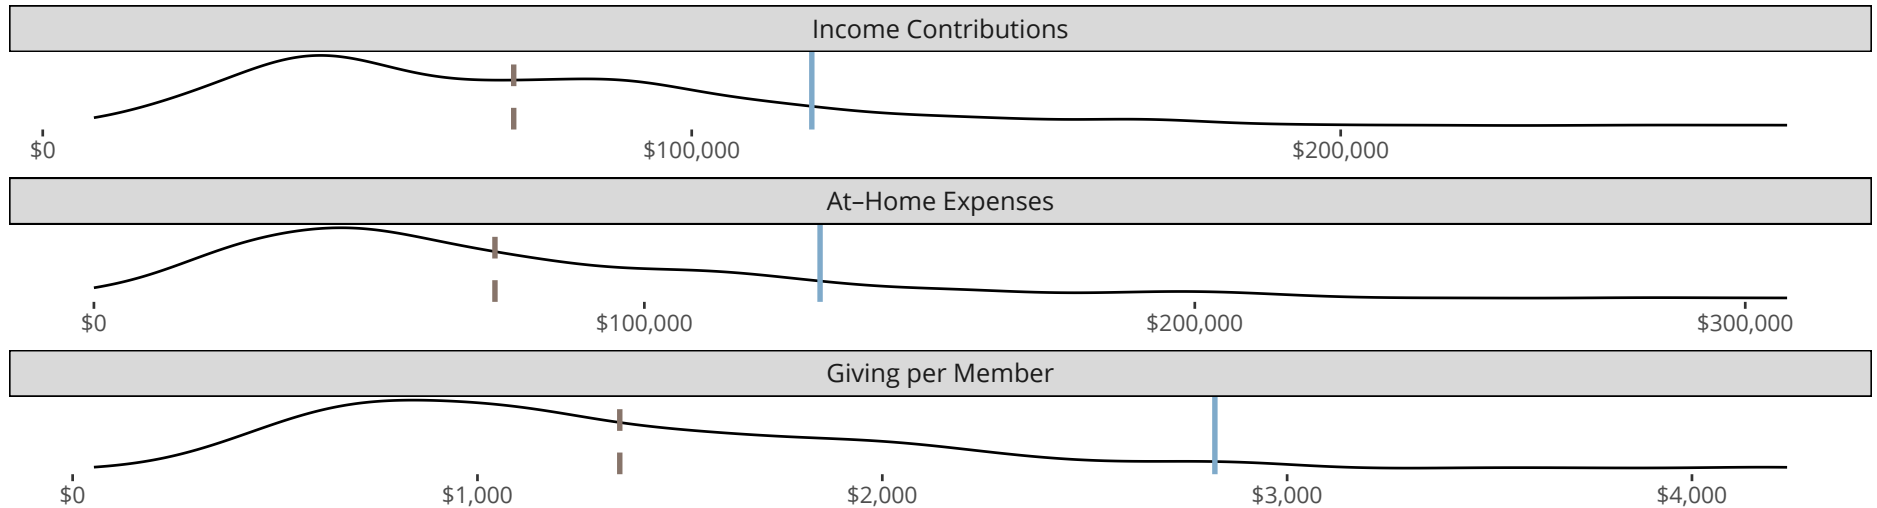 Income Contributions
$0 $100,000 $200,000
At–Home Expenses
$0 $100,000 $200,000 $300,000
Giving per Member
$0 $1,000 $2,000 $3,000 $4,000